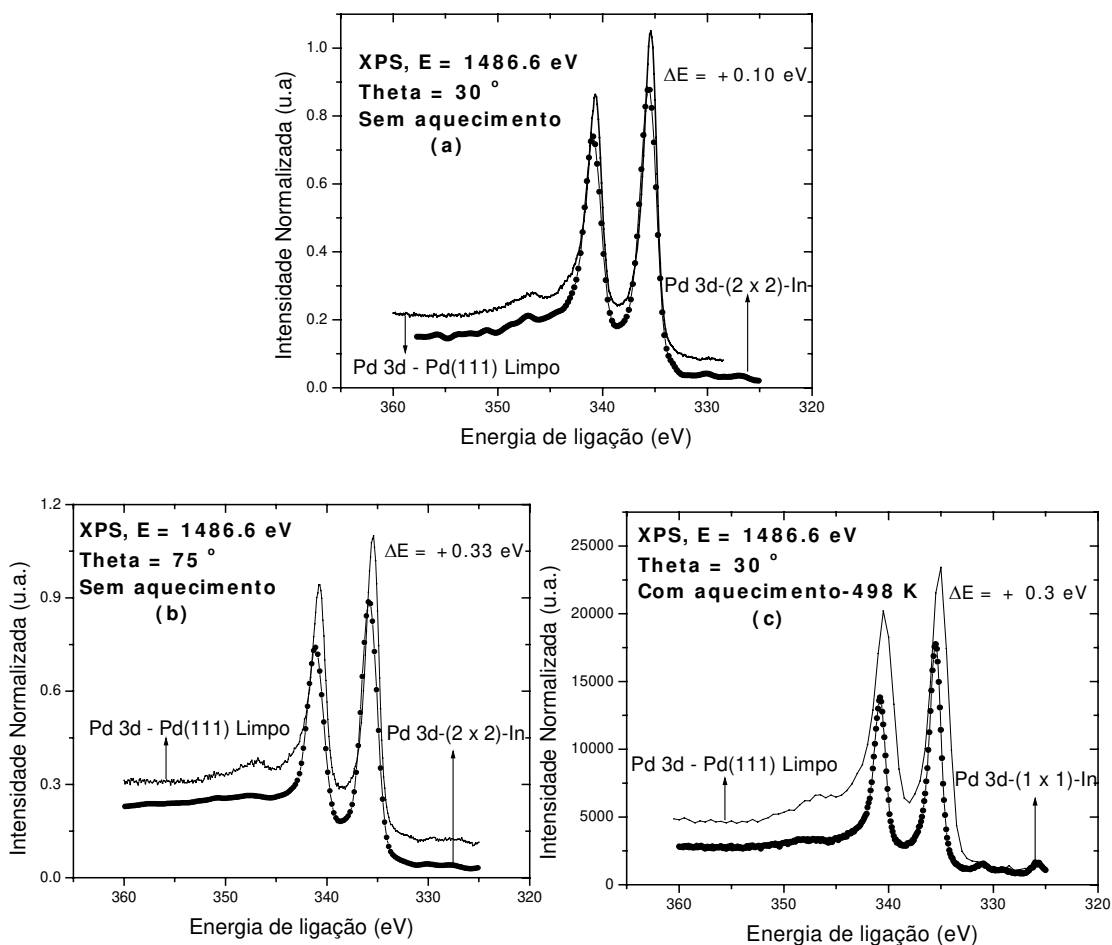 XPS, E = 1486.6 eV
Theta = 30 °
Sem aquecimento
(a)
ΔE = +0.10 eV
Pd 3d-(2 x 2)-In
Pd 3d - Pd(111) Limpo
Intensidade Normalizada (u.a)
1.0
0.8
0.6
0.4
0.2
0.0
360 350 340 330 320
Energia de ligação (eV)
XPS, E = 1486.6 eV
Theta = 75 °
Sem aquecimento
(b)
ΔE = +0.33 eV
Pd 3d - Pd(111) Limpo
Pd 3d-(2 x 2)-In
Intensidade Normalizada (u.a.)
1.2
0.9
0.6
0.3
0.0
360 350 340 330 320
Energia de ligação (eV)
XPS, E = 1486.6 eV
Theta = 30 °
Com aquecimento-498 K
(c)
ΔE = + 0.3 eV
Pd 3d - Pd(111) Limpo
Pd 3d-(1 x 1)-In
Intensidade Normalizada (u.a.)
25000
20000
15000
10000
5000
0
360 350 340 330 320
Energia de ligação (eV)